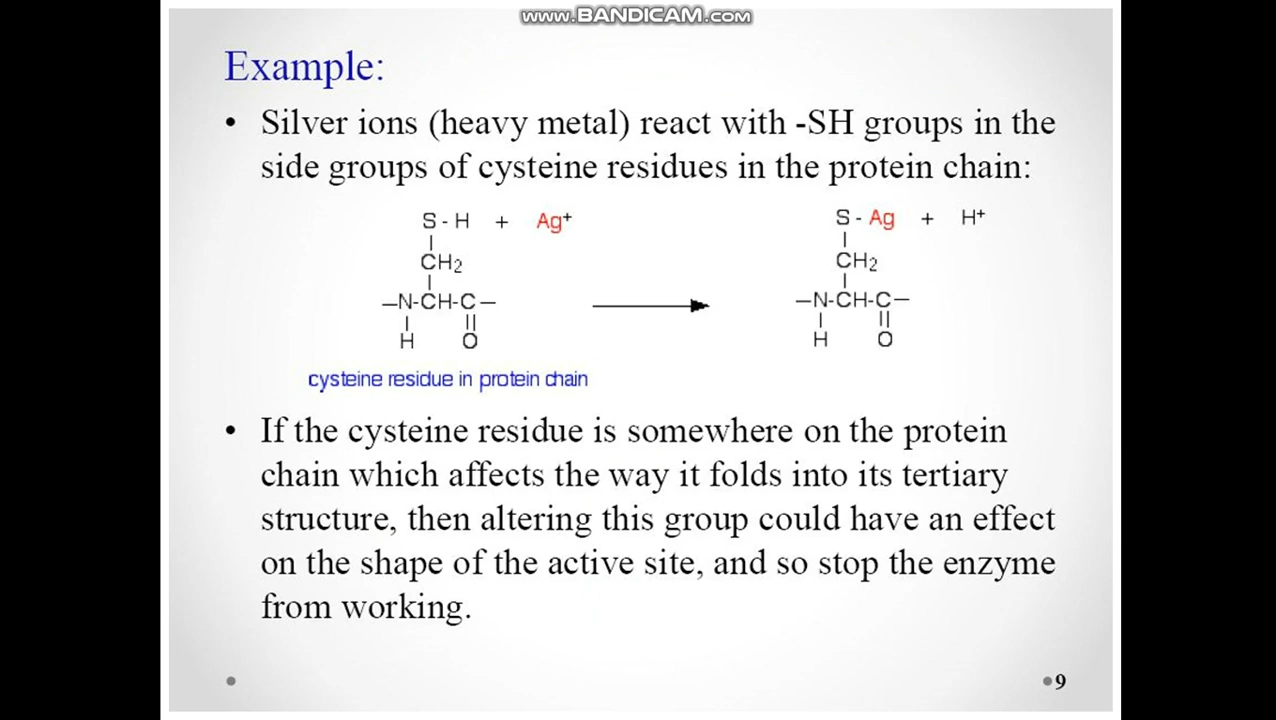 www.BANDICAM.com
Example:
• Silver ions (heavy metal) react with -SH groups in the
side groups of cysteine residues in the protein chain:
S - H + Ag⁺
|
CH₂
|
–N-CH-C–
| ||
H O
S - Ag + H⁺
|
CH₂
|
–N-CH-C–
| ||
H O
cysteine residue in protein chain
• If the cysteine residue is somewhere on the protein
chain which affects the way it folds into its tertiary
structure, then altering this group could have an effect
on the shape of the active site, and so stop the enzyme
from working.
9